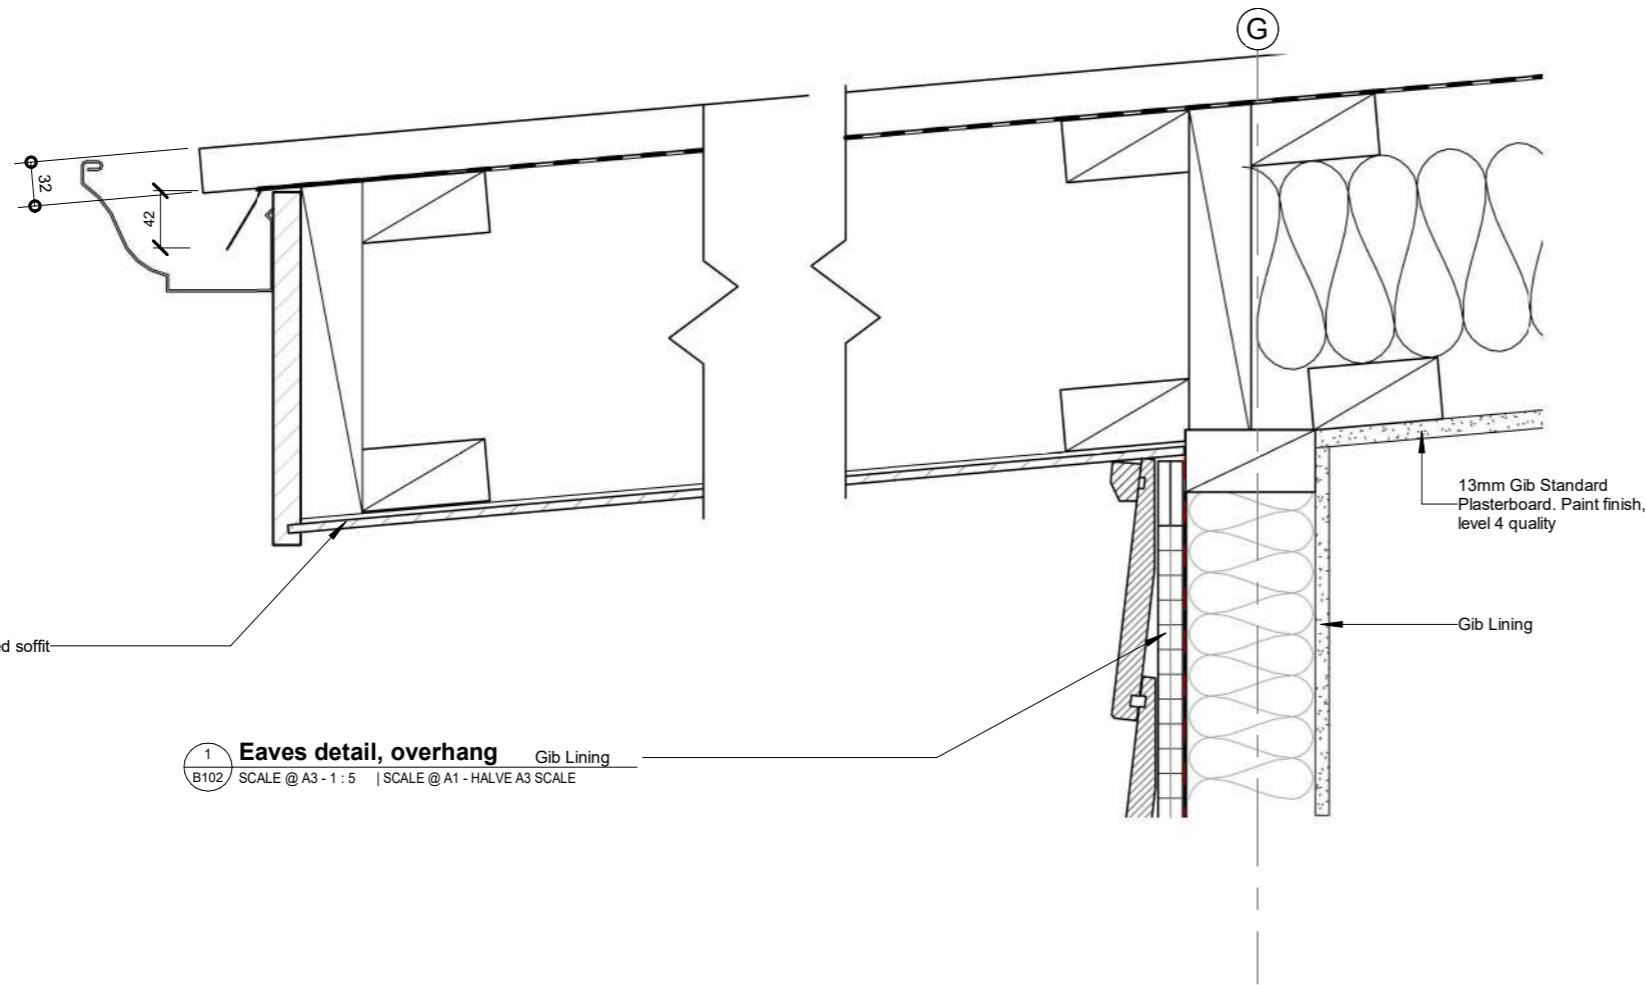 G
32
42
13mm Gib Standard
Plasterboard. Paint finish,
level 4 quality
Gib Lining
soffit
1
B102
Eaves detail, overhang
Gib Lining
SCALE @ A3 - 1 : 5 | SCALE @ A1 - HALVE A3 SCALE